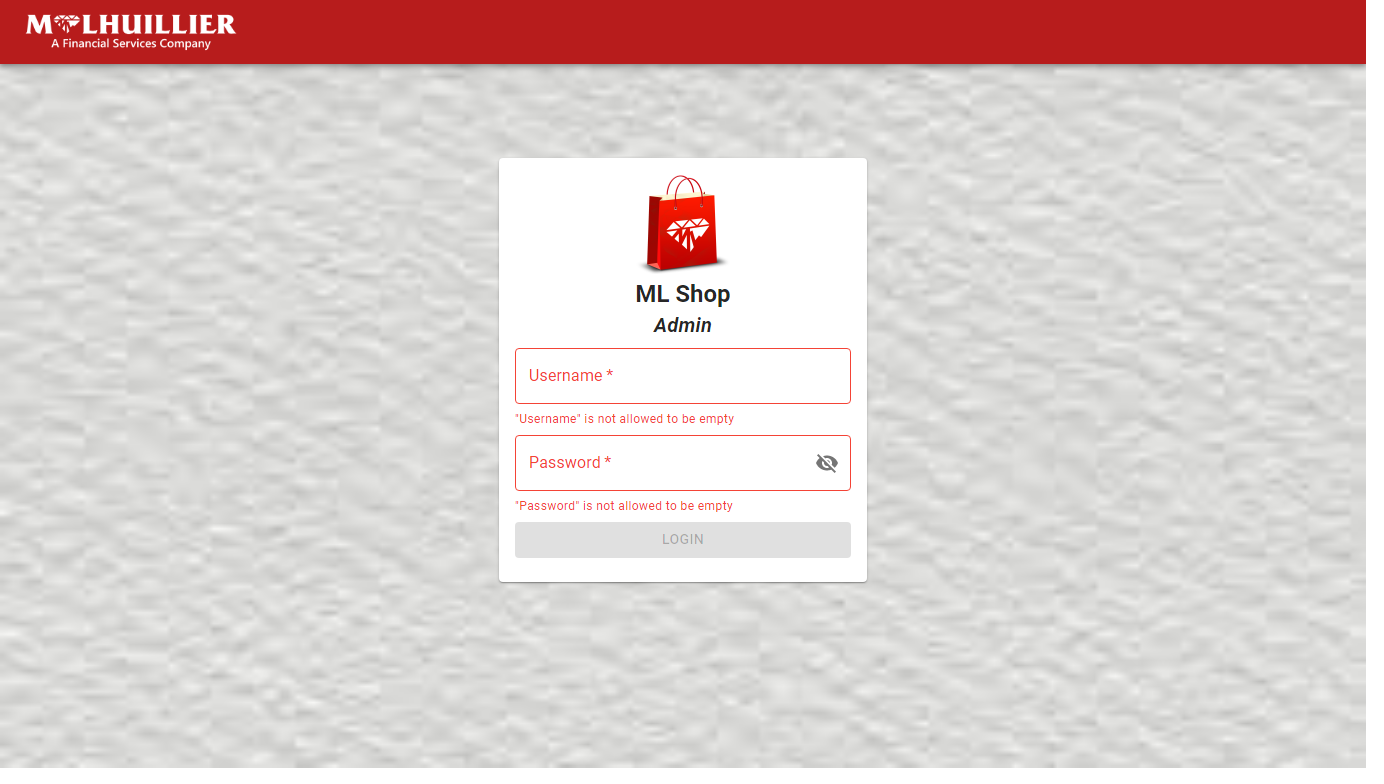 M LHUILLIER
A Financial Services Company
ML Shop
Admin
Username *
"Username" is not allowed to be empty
Password *
"Password" is not allowed to be empty
LOGIN